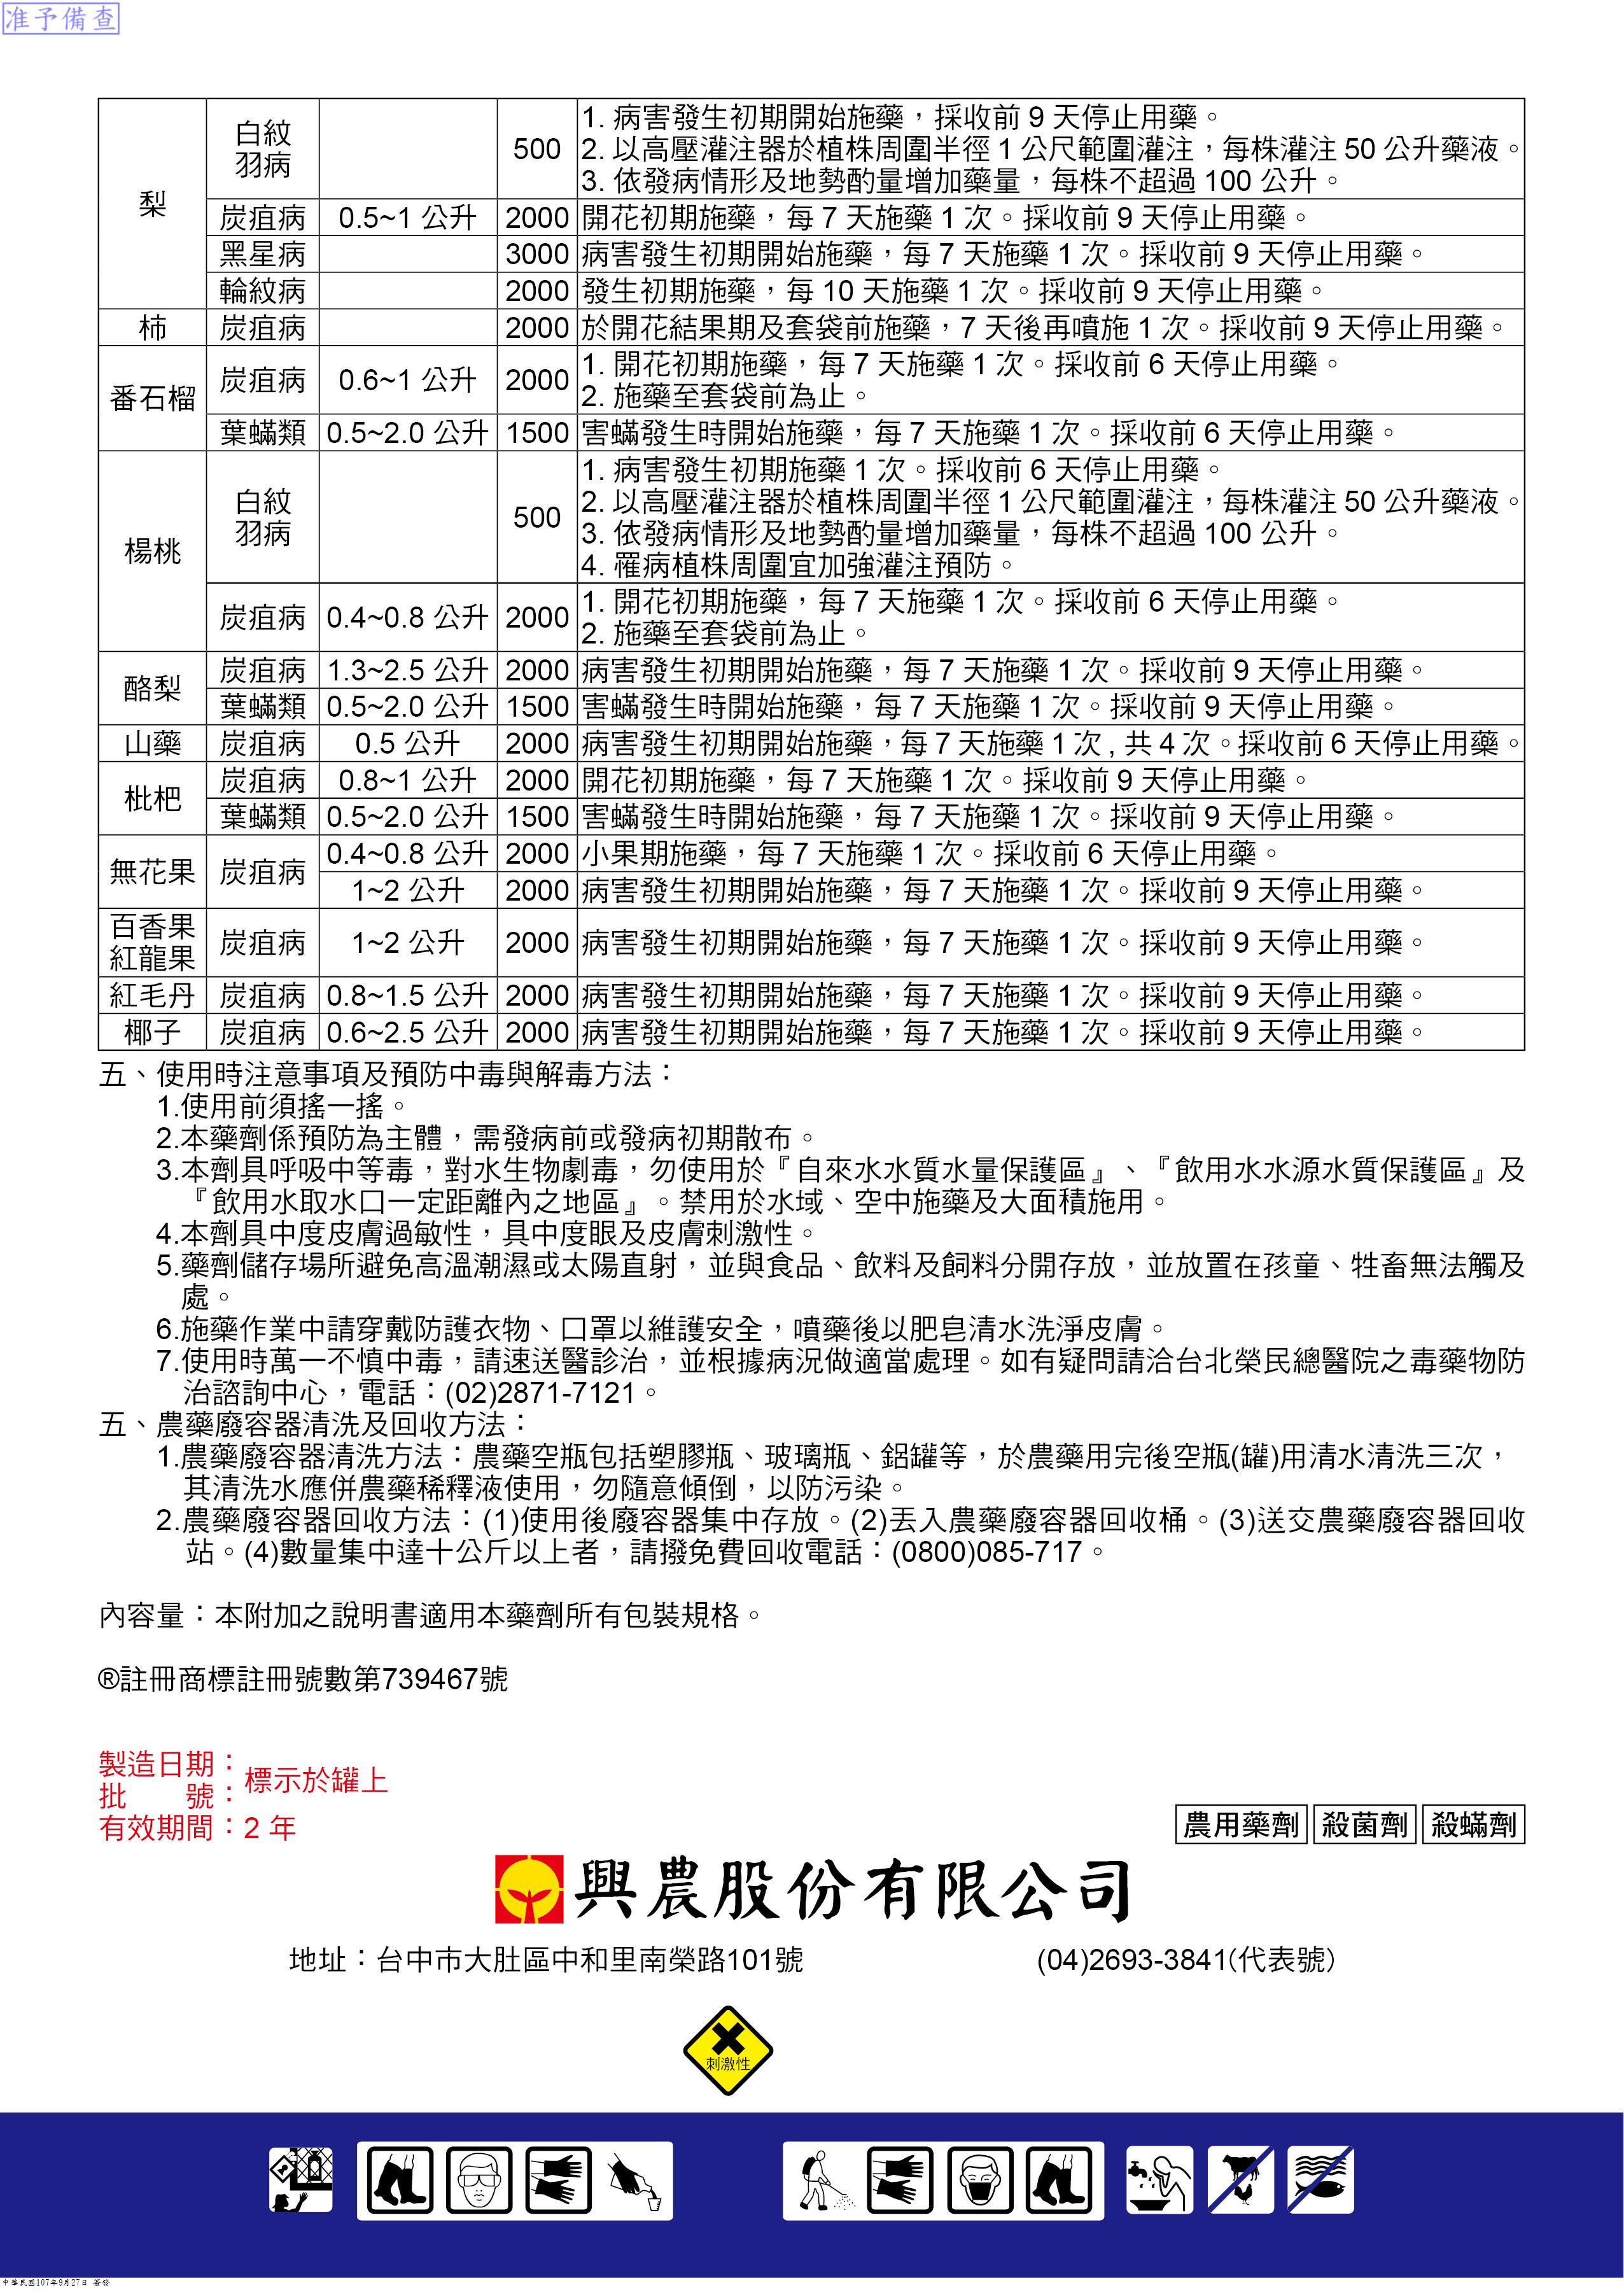 准予備查
梨
白紋
羽病
500
1. 病害發生初期開始施藥，採收前 9 天停止用藥。
2. 以高壓灌注器於植株周圍半徑 1 公尺範圍灌注，每株灌注 50 公升藥液。
3. 依發病情形及地勢酌量增加藥量，每株不超過 100 公升。
炭疽病 0.5~1 公升 2000 開花初期施藥，每 7 天施藥 1 次。採收前 9 天停止用藥。
黑星病 3000 病害發生初期開始施藥，每 7 天施藥 1 次。採收前 9 天停止用藥。
輪紋病 2000 發生初期施藥，每 10 天施藥 1 次。採收前 9 天停止用藥。
柿 炭疽病 2000 於開花結果期及套袋前施藥，7 天後再噴施 1 次。採收前 9 天停止用藥。
番石榴
炭疽病 0.6~1 公升 2000
1. 開花初期施藥，每 7 天施藥 1 次。採收前 6 天停止用藥。
2. 施藥至套袋前為止。
葉蟎類 0.5~2.0 公升 1500 害蟎發生時開始施藥，每 7 天施藥 1 次。採收前 6 天停止用藥。
楊桃
白紋
羽病
500
1. 病害發生初期施藥 1 次。採收前 6 天停止用藥。
2. 以高壓灌注器於植株周圍半徑 1 公尺範圍灌注，每株灌注 50 公升藥液。
3. 依發病情形及地勢酌量增加藥量，每株不超過 100 公升。
4. 罹病植株周圍宜加強灌注預防。
炭疽病 0.4~0.8 公升 2000
1. 開花初期施藥，每 7 天施藥 1 次。採收前 6 天停止用藥。
2. 施藥至套袋前為止。
酪梨
炭疽病 1.3~2.5 公升 2000 病害發生初期開始施藥，每 7 天施藥 1 次。採收前 9 天停止用藥。
葉蟎類 0.5~2.0 公升 1500 害蟎發生時開始施藥，每 7 天施藥 1 次。採收前 9 天停止用藥。
山藥 炭疽病 0.5 公升 2000 病害發生初期開始施藥，每 7 天施藥 1 次 , 共 4 次。採收前 6 天停止用藥。
枇杷
炭疽病 0.8~1 公升 2000 開花初期施藥，每 7 天施藥 1 次。採收前 9 天停止用藥。
葉蟎類 0.5~2.0 公升 1500 害蟎發生時開始施藥，每 7 天施藥 1 次。採收前 9 天停止用藥。
無花果
炭疽病
0.4~0.8 公升 2000 小果期施藥，每 7 天施藥 1 次。採收前 6 天停止用藥。
1~2 公升 2000 病害發生初期開始施藥，每 7 天施藥 1 次。採收前 9 天停止用藥。
百香果
紅龍果
炭疽病 1~2 公升 2000 病害發生初期開始施藥，每 7 天施藥 1 次。採收前 9 天停止用藥。
紅毛丹 炭疽病 0.8~1.5 公升 2000 病害發生初期開始施藥，每 7 天施藥 1 次。採收前 9 天停止用藥。
椰子 炭疽病 0.6~2.5 公升 2000 病害發生初期開始施藥，每 7 天施藥 1 次。採收前 9 天停止用藥。
五、使用時注意事項及預防中毒與解毒方法：
1.使用前須搖一搖。
2.本藥劑係預防為主體，需發病前或發病初期散布。
3.本劑具呼吸中等毒，對水生物劇毒，勿使用於『自來水水質水量保護區』、『飲用水水源水質保護區』及
『飲用水取水口一定距離內之地區』。禁用於水域、空中施藥及大面積施用。
4.本劑具中度皮膚過敏性，具中度眼及皮膚刺激性。
5.藥劑儲存場所避免高溫潮濕或太陽直射，並與食品、飲料及飼料分開存放，並放置在孩童、牲畜無法觸及
處。
6.施藥作業中請穿戴防護衣物、口罩以維護安全，噴藥後以肥皂清水洗淨皮膚。
7.使用時萬一不慎中毒，請速送醫診治，並根據病況做適當處理。如有疑問請洽台北榮民總醫院之毒藥物防
治諮詢中心，電話：(02)2871-7121。
五、農藥廢容器清洗及回收方法：
1.農藥廢容器清洗方法：農藥空瓶包括塑膠瓶、玻璃瓶、鋁罐等，於農藥用完後空瓶(罐)用清水清洗三次，
其清洗水應併農藥稀釋液使用，勿隨意傾倒，以防污染。
2.農藥廢容器回收方法：(1)使用後廢容器集中存放。(2)丟入農藥廢容器回收桶。(3)送交農藥廢容器回收
站。(4)數量集中達十公斤以上者，請撥免費回收電話：(0800)085-717。
內容量：本附加之說明書適用本藥劑所有包裝規格。
®註冊商標註冊號數第739467號
製造日期：
批　　號：
標示於罐上
有效期間：2 年
農用藥劑 殺菌劑 殺蟎劑
興農股份有限公司
地址：台中市大肚區中和里南榮路101號 (04)2693-3841(代表號)
刺激性
中華民國107年9月27日 簽發